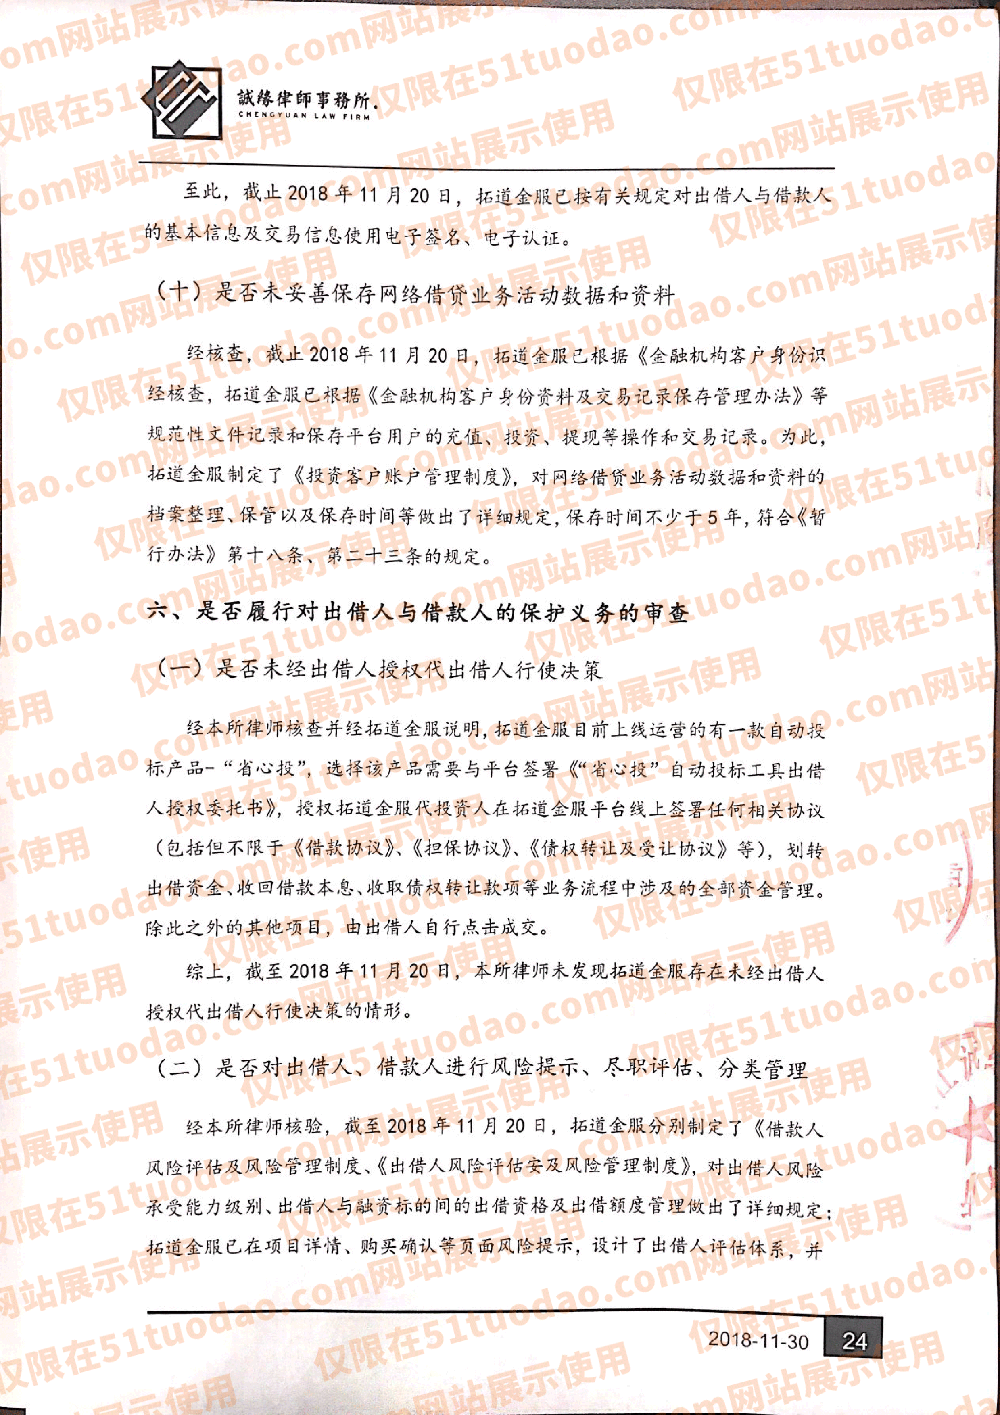 誠緣律師事務所.
CHENGYUAN LAW FIRM
至此，截止 2018 年 11 月 20 日，拓道金服已按有关规定对出借人与借款人
的基本信息及交易信息使用电子签名、电子认证。
（十）是否未妥善保存网络借贷业务活动数据和资料
经核查，截止 2018 年 11 月 20 日，拓道金服已根据《金融机构客户身份识
经核查，拓道金服已根据《金融机构客户身份资料及交易记录保存管理办法》等
规范性文件记录和保存平台用户的充值、投资、提现等操作和交易记录。为此，
拓道金服制定了《投资客户账户管理制度》，对网络借贷业务活动数据和资料的
档案整理、保管以及保存时间等做出了详细规定，保存时间不少于 5 年，符合《暂
行办法》第十八条、第二十三条的规定。
六、是否履行对出借人与借款人的保护义务的审查
（一）是否未经出借人授权代出借人行使决策
经本所律师核查并经拓道金服说明，拓道金服目前上线运营的有一款自动投
标产品-“省心投”，选择该产品需要与平台签署《“省心投”自动投标工具出借
人授权委托书》，授权拓道金服代投资人在拓道金服平台线上签署任何相关协议
（包括但不限于《借款协议》、《担保协议》、《债权转让及受让协议》等），划转
出借资金、收回借款本息、收取债权转让款项等业务流程中涉及的全部资金管理。
除此之外的其他项目，由出借人自行点击成交。
综上，截至 2018 年 11 月 20 日，本所律师未发现拓道金服存在未经出借人
授权代出借人行使决策的情形。
（二）是否对出借人、借款人进行风险提示、尽职评估、分类管理
经本所律师核验，截至 2018 年 11 月 20 日，拓道金服分别制定了《借款人
风险评估及风险管理制度、《出借人风险评估安及风险管理制度》，对出借人风险
承受能力级别、出借人与融资标的间的出借资格及出借额度管理做出了详细规定；
拓道金服已在项目详情、购买确认等页面风险提示，设计了出借人评估体系，并
2018-11-30 24
仅限在51tuodao.com网站展示使用